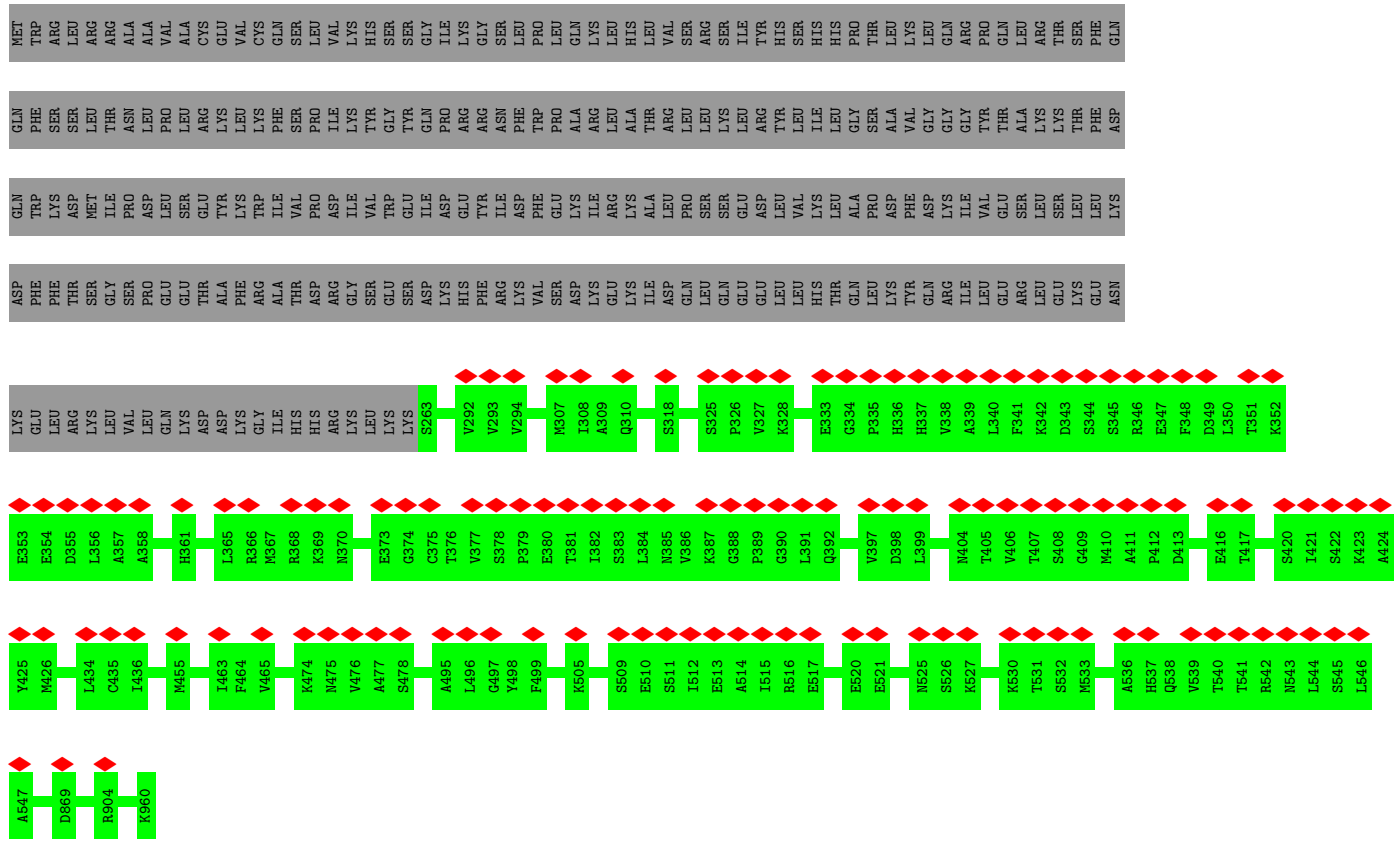 MET TRP ARG LEU ARG ARG ALA ALA VAL ALA CYS GLU VAL CYS GLN SER LEU VAL LYS HIS SER SER GLY ILE LYS GLY SER LEU PRO LEU GLN LYS LEU HIS LEU VAL SER ARG SER ILE TYR HIS SER HIS HIS PRO THR LEU LYS LEU GLN ARG PRO GLN LEU ARG THR SER PHE GLN
GLN PHE SER SER LEU THR ASN LEU PRO LEU ARG LYS LEU LYS PHE SER PRO ILE LYS TYR GLY TYR GLN PRO ARG ARG ASN PHE TRP PRO ALA ARG LEU ALA THR ARG LEU LEU LYS LEU ARG TYR LEU ILE LEU GLY SER ALA VAL GLY GLY GLY TYR THR ALA LYS LYS THR PHE ASP
GLN TRP LYS ASP MET ILE PRO ASP LEU SER GLU TYR LYS TRP ILE VAL PRO ASP ILE VAL TRP GLU ILE ASP GLU TYR ILE ASP PHE GLU LYS ILE ARG LYS ALA LEU PRO SER SER GLU ASP LEU VAL LYS LEU ALA PRO ASP PHE ASP LYS ILE VAL GLU SER LEU SER LEU LEU LYS
ASP PHE PHE THR SER GLY SER PRO GLU GLU THR ALA PHE ARG ALA THR ASP ARG GLY SER GLU SER ASP LYS HIS PHE ARG LYS VAL SER ASP LYS GLU LYS ILE ASP GLN LEU GLN GLU GLU LEU LEU HIS THR GLN LEU LYS TYR GLN ARG ILE LEU GLU ARG LEU GLU LYS GLU ASN
LYS GLU LEU ARG LYS LEU VAL LEU GLN LYS ASP ASP LYS GLY ILE HIS HIS ARG LYS LEU LEU LYS LYS S263 V292 V293 V294 M307 I308 A309 Q310 S318 S325 P326 V327 K328 E333 G334 P335 H336 H337 V338 A339 L340 F341 K342 D343 S344 S345 R346 E347 F348 D349 L350 T351 K352
E353 E354 D355 L356 A357 A358 H361 L365 R366 M367 R368 K369 N370 E373 G374 C375 T376 V377 S378 P379 E380 T381 I382 S383 L384 N385 V386 K387 G388 P389 G390 L391 Q392 V397 D398 L399 N404 T405 V406 T407 S408 G409 M410 A411 P412 D413 E416 T417 S420 I421 S422 K423 A424
Y425 M426 L434 C435 I436 M455 I463 F464 V465 K474 N475 V476 A477 S478 A495 L496 G497 Y498 F499 K505 S509 E510 S511 I512 E513 A514 I515 R516 E517 E520 E521 N525 S526 K527 K530 T531 S532 M533 A536 H537 Q538 V539 T540 T541 R542 N543 L544 S545 L546
A547 D869 R904 K960